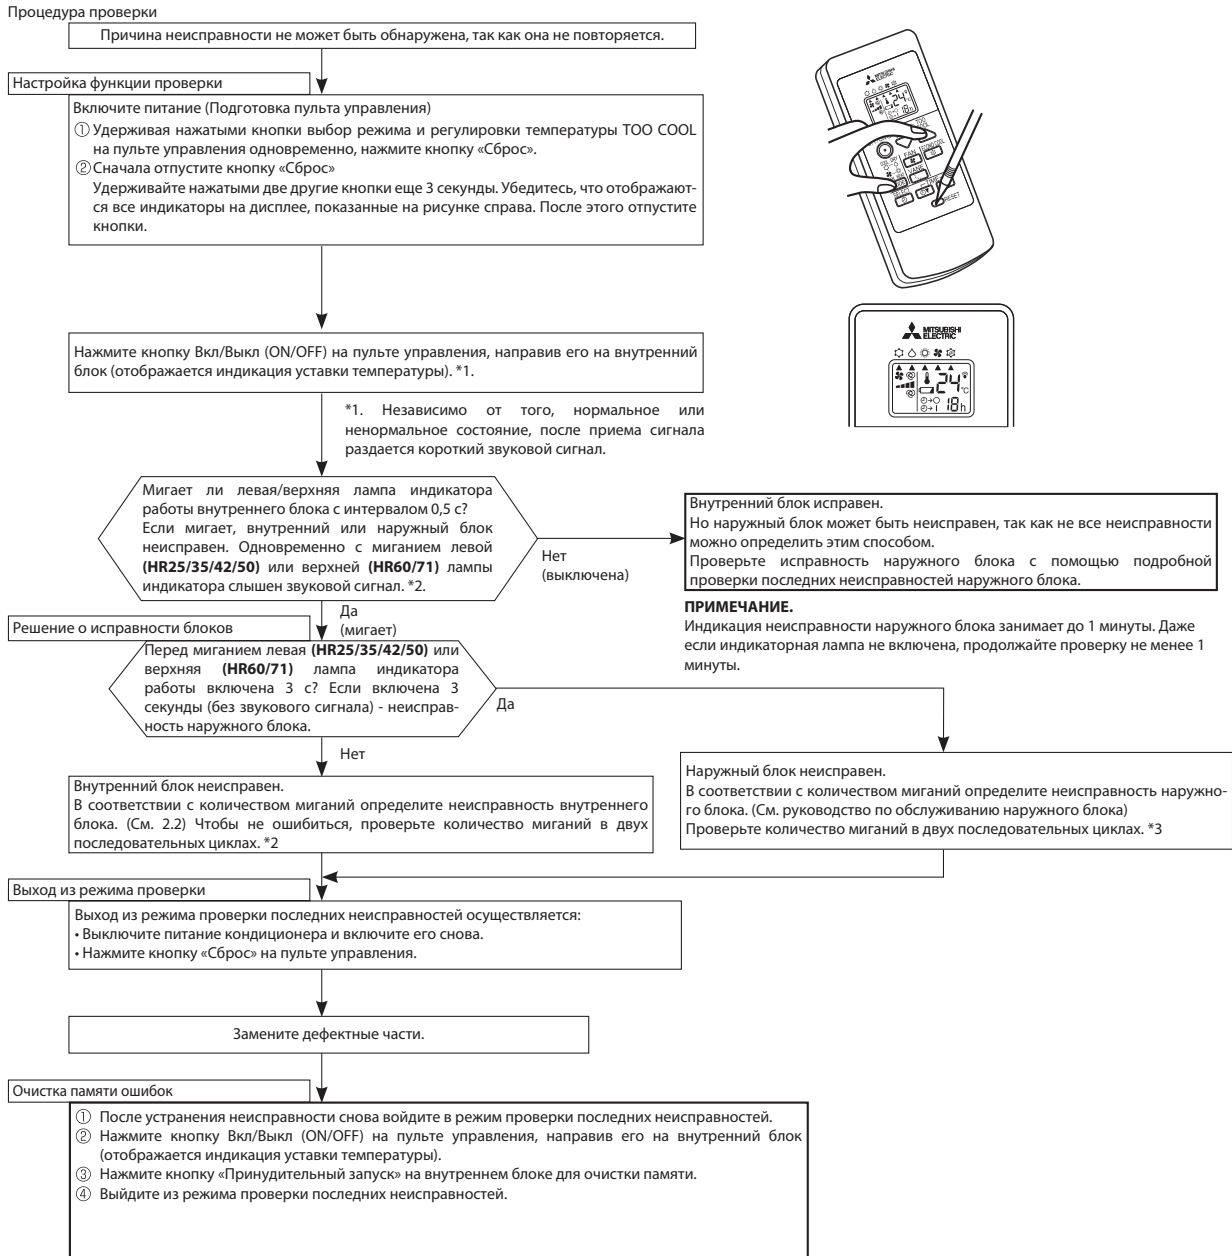 Процедура проверки
Причина неисправности не может быть обнаружена, так как она не повторяется.
Настройка функции проверки
Включите питание (Подготовка пульта управления)
① Удерживая нажатыми кнопки выбор режима и регулировки температуры TOO COOL
на пульте управления одновременно, нажмите кнопку «Сброс».
② Сначала отпустите кнопку «Сброс»
Удерживайте нажатыми две другие кнопки еще 3 секунды. Убедитесь, что отображают-
ся все индикаторы на дисплее, показанные на рисунке справа. После этого отпустите
кнопки.
MITSUBISHI
ELECTRIC
24
18h
TOO
COOL
FAN
ECONO COOL
VANE
RESET
MITSUBISHI
ELECTRIC
24°C
18h
Нажмите кнопку Вкл/Выкл (ON/OFF) на пульте управления, направив его на внутренний
блок (отображается индикация уставки температуры). *1.
*1. Независимо от того, нормальное или
ненормальное состояние, после приема сигнала
раздается короткий звуковой сигнал.
Мигает ли левая/верхняя лампа индикатора
работы внутреннего блока с интервалом 0,5 с?
Если мигает, внутренний или наружный блок
неисправен. Одновременно с миганием левой
(HR25/35/42/50) или верхней (HR60/71) лампы
индикатора слышен звуковой сигнал. *2.
Нет
(выключена)
Внутренний блок исправен.
Но наружный блок может быть неисправен, так как не все неисправности
можно определить этим способом.
Проверьте исправность наружного блока с помощью подробной
проверки последних неисправностей наружного блока.
ПРИМЕЧАНИЕ.
Индикация неисправности наружного блока занимает до 1 минуты. Даже
если индикаторная лампа не включена, продолжайте проверку не менее 1
минуты.
Да
(мигает)
Решение о исправности блоков
Перед миганием левая (HR25/35/42/50) или
верхняя (HR60/71) лампа индикатора
работы включена 3 с? Если включена 3
секунды (без звукового сигнала) - неисправ-
ность наружного блока.
Да
Нет
Внутренний блок неисправен.
В соответствии с количеством миганий определите неисправность внутреннего
блока. (См. 2.2) Чтобы не ошибиться, проверьте количество миганий в двух
последовательных циклах. *2
Наружный блок неисправен.
В соответствии с количеством миганий определите неисправность наружно-
го блока. (См. руководство по обслуживанию наружного блока)
Проверьте количество миганий в двух последовательных циклах. *3
Выход из режима проверки
Выход из режима проверки последних неисправностей осуществляется:
• Выключите питание кондиционера и включите его снова.
• Нажмите кнопку «Сброс» на пульте управления.
Замените дефектные части.
Очистка памяти ошибок
① После устранения неисправности снова войдите в режим проверки последних неисправностей.
② Нажмите кнопку Вкл/Выкл (ON/OFF) на пульте управления, направив его на внутренний блок
(отображается индикация уставки температуры).
③ Нажмите кнопку «Принудительный запуск» на внутреннем блоке для очистки памяти.
④ Выйдите из режима проверки последних неисправностей.